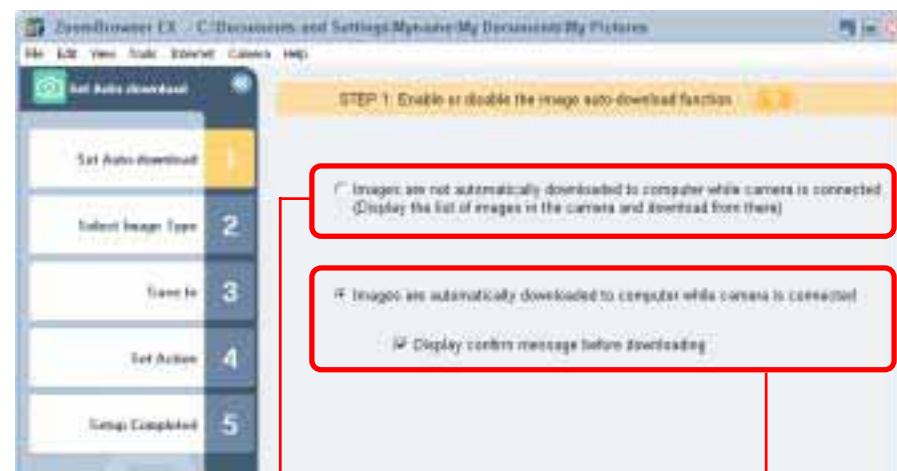 ZoomBrowser EX - C:\Documents and Settings\Myname\My Documents\My Pictures
File Edit View Tools Internet Camera Help
Set Auto download
STEP 1: Enable or disable the image auto-download function
Set Auto download 1
Images are not automatically downloaded to computer while camera is connected
(Display the list of images in the camera and download from there)
Select Image Type 2
Save In 3
Images are automatically downloaded to computer while camera is connected
Display confirm message before downloading
Set Action 4
Setup Completed 5